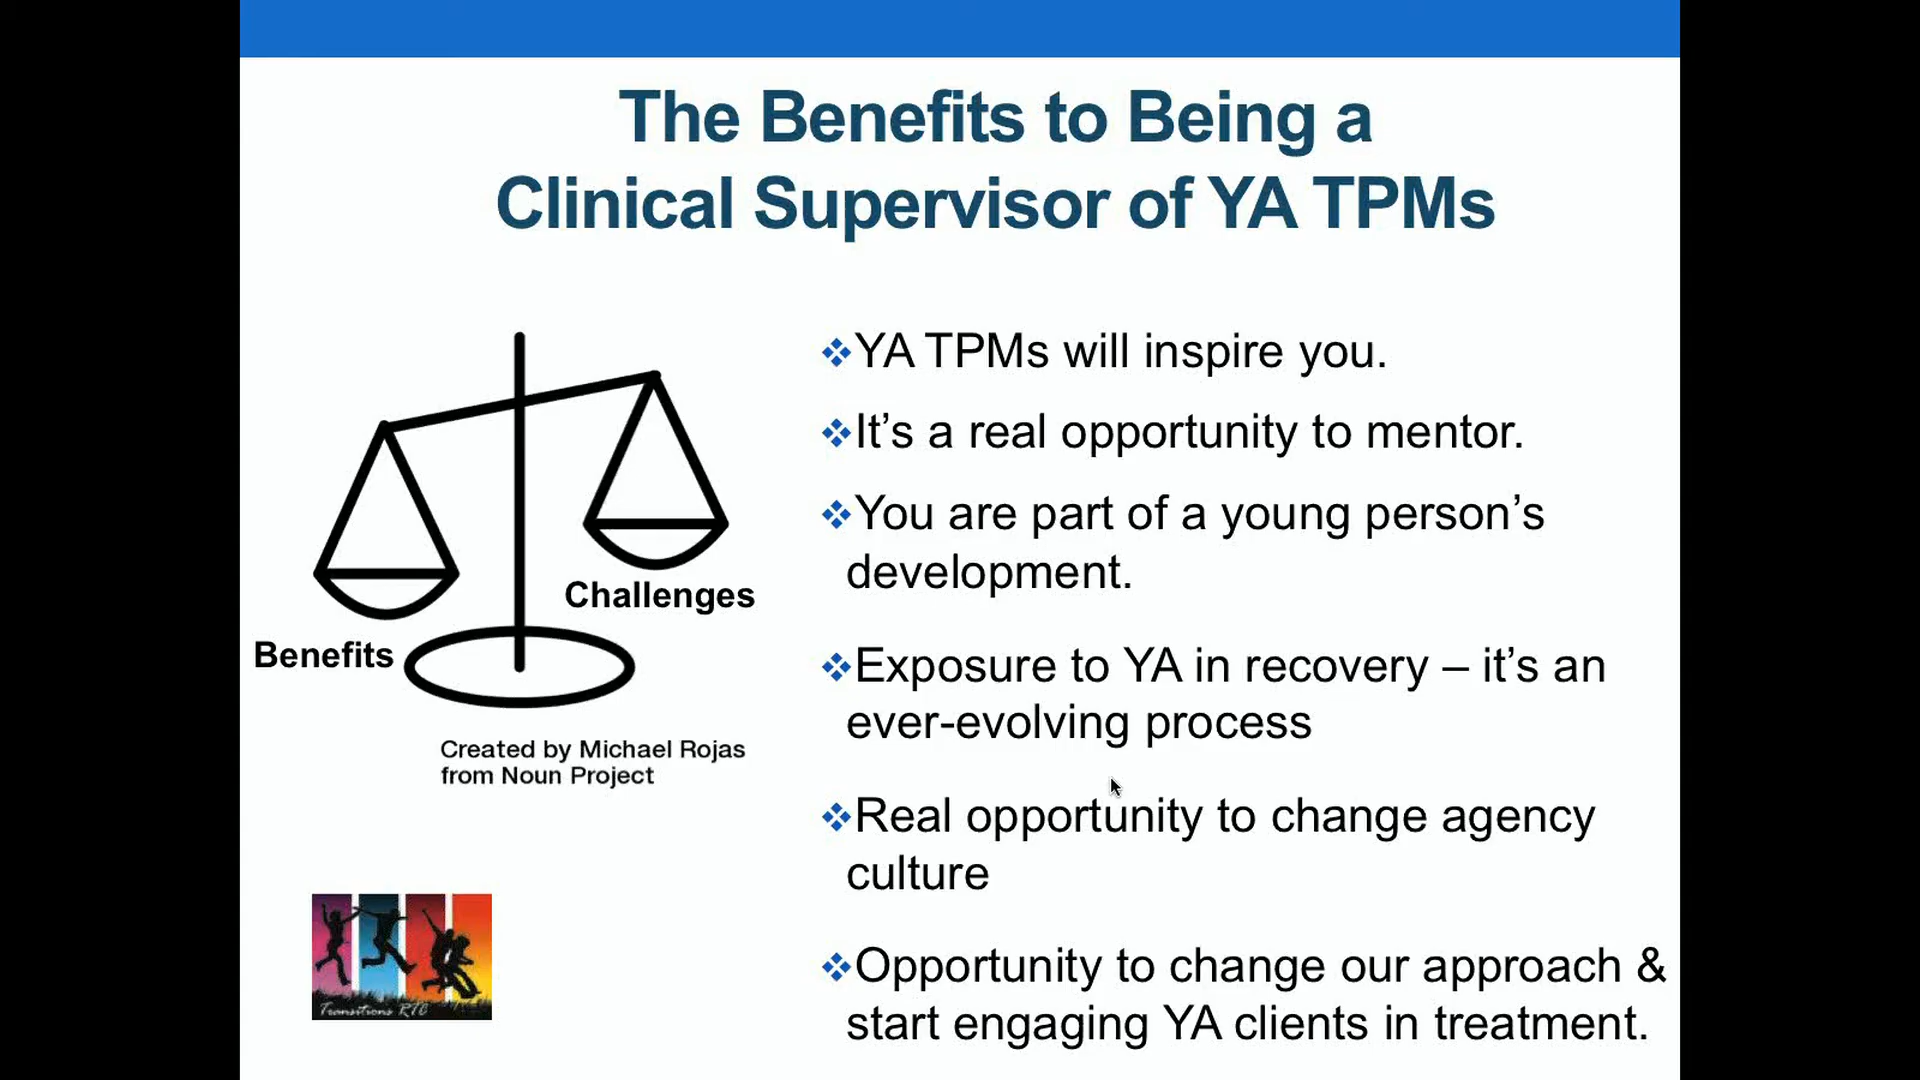 The Benefits to Being a
Clinical Supervisor of YA TPMs
YA TPMs will inspire you.
It’s a real opportunity to mentor.
You are part of a young person’s
development.
Exposure to YA in recovery – it’s an
ever-evolving process
Real opportunity to change agency
culture
Opportunity to change our approach &
start engaging YA clients in treatment.
Challenges
Benefits
Created by Michael Rojas
from Noun Project
Transitions RTC